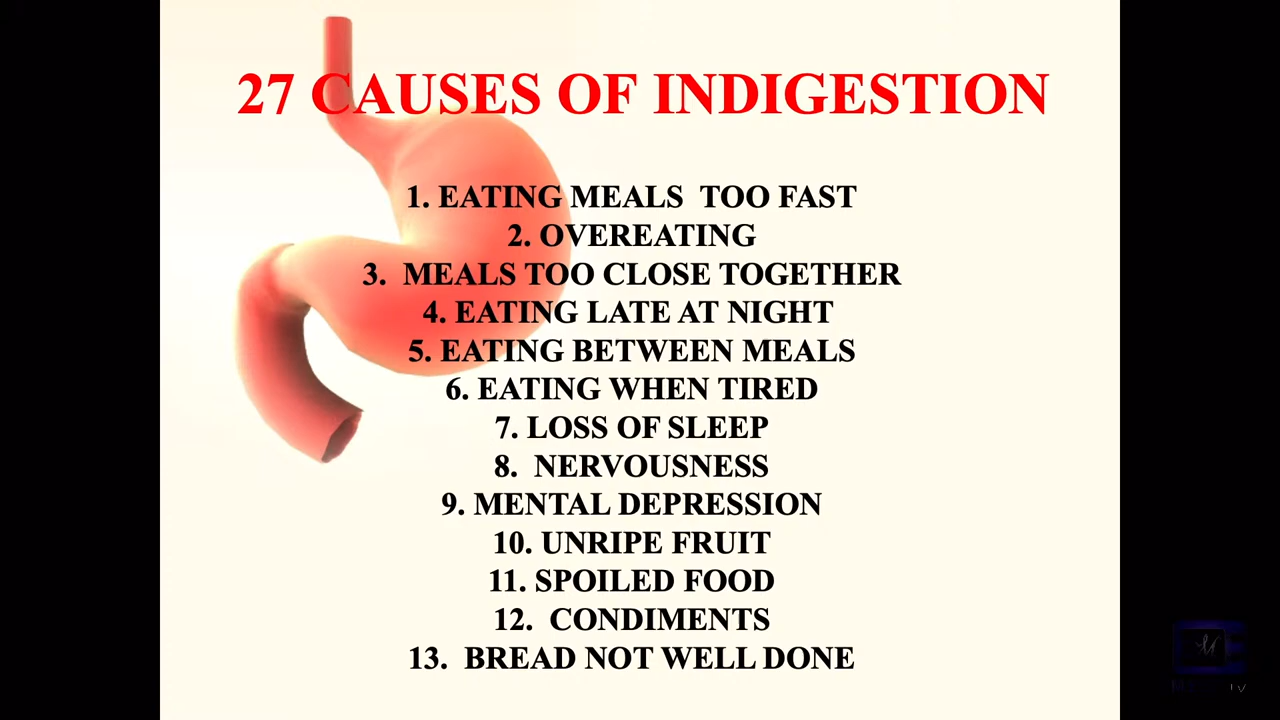 27 CAUSES OF INDIGESTION
1. EATING MEALS TOO FAST
2. OVEREATING
3. MEALS TOO CLOSE TOGETHER
4. EATING LATE AT NIGHT
5. EATING BETWEEN MEALS
6. EATING WHEN TIRED
7. LOSS OF SLEEP
8. NERVOUSNESS
9. MENTAL DEPRESSION
10. UNRIPE FRUIT
11. SPOILED FOOD
12. CONDIMENTS
13. BREAD NOT WELL DONE